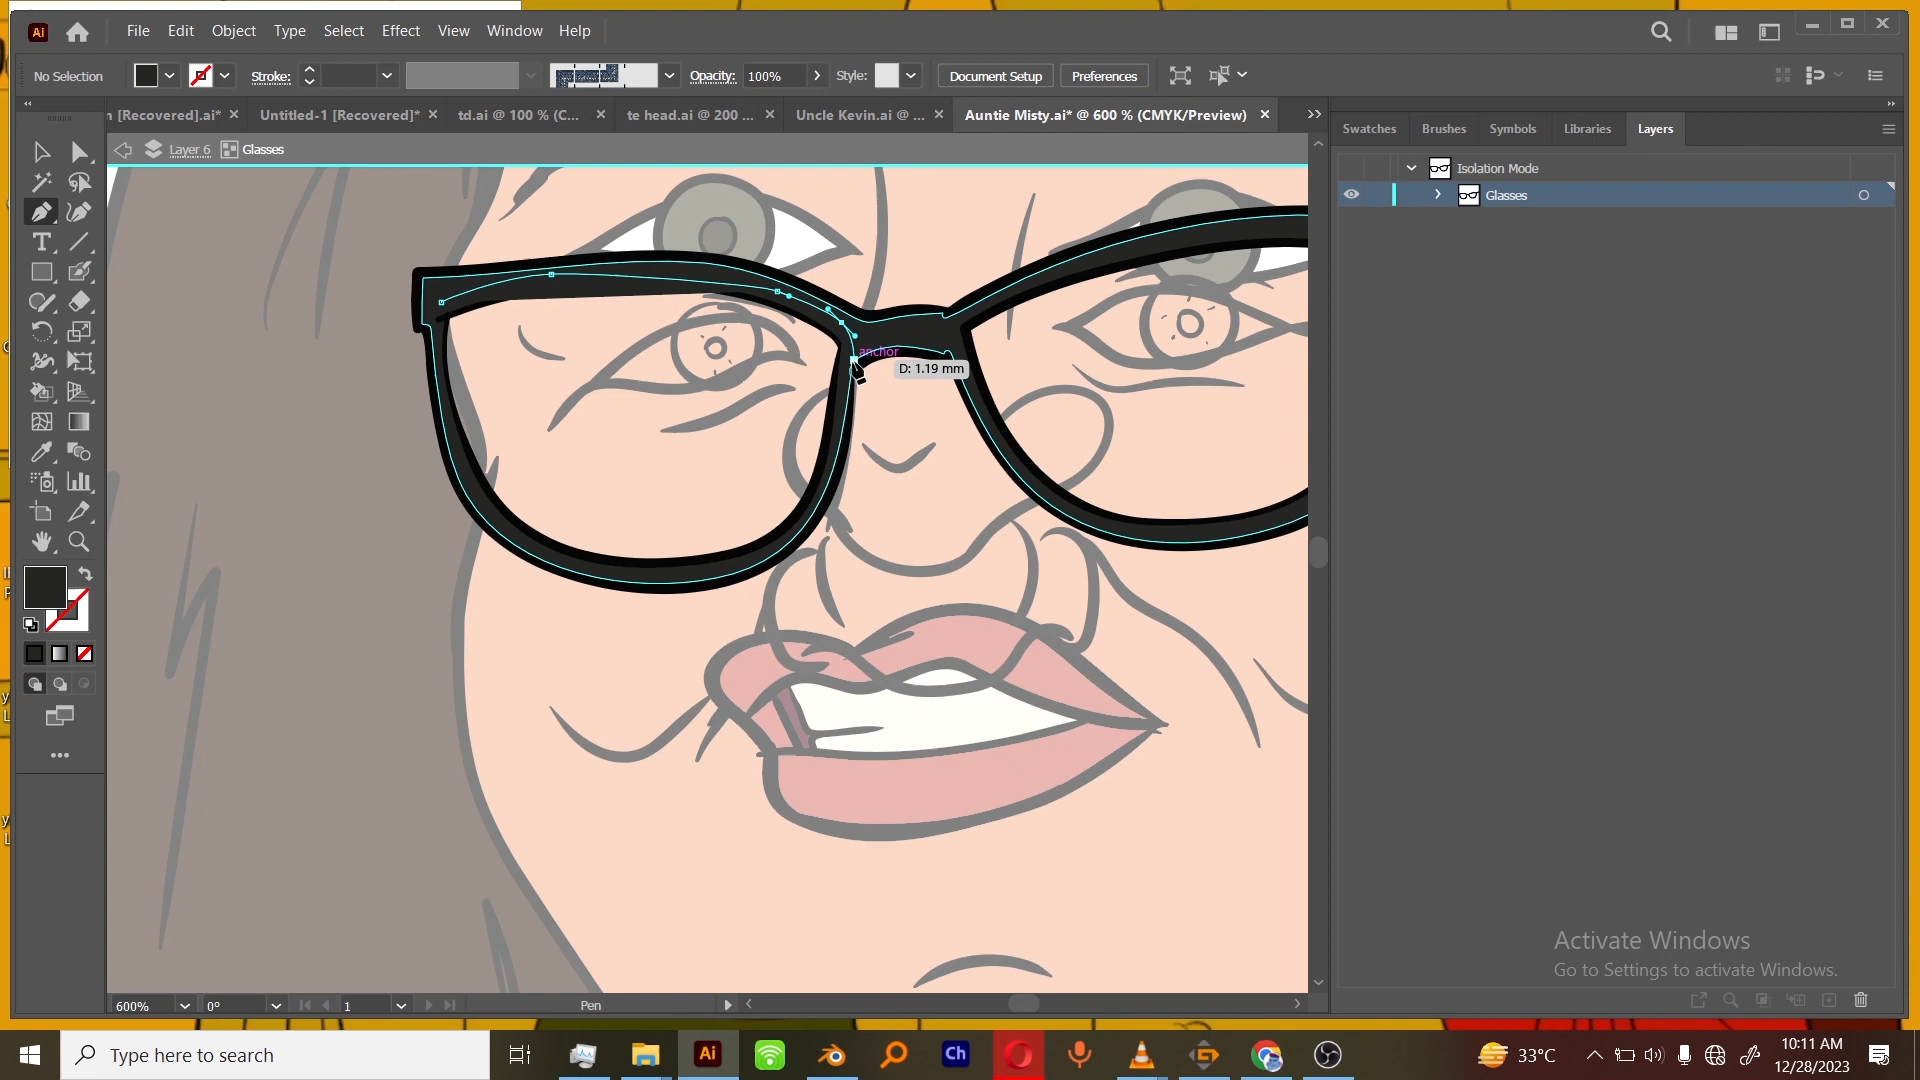 Ai File Edit Object Type Select Effect View Window Help
No Selection Stroke: Opacity: 100% Style: Document Setup Preferences
[Recovered].ai* × Untitled-1 [Recovered]* × td.ai @ 100 % (C... × te head.ai @ 200 ... × Uncle Kevin.ai @ ... × Auntie Misty.ai* @ 600 % (CMYK/Preview) ×
Swatches Brushes Symbols Libraries Layers
Layer 6 Glasses
Isolation Mode
Glasses
anchor
D: 1.19 mm
Activate Windows
Go to Settings to activate Windows.
600% 0° 1 Pen
Type here to search
Ai Ch
33°C
10:11 AM
12/28/2023